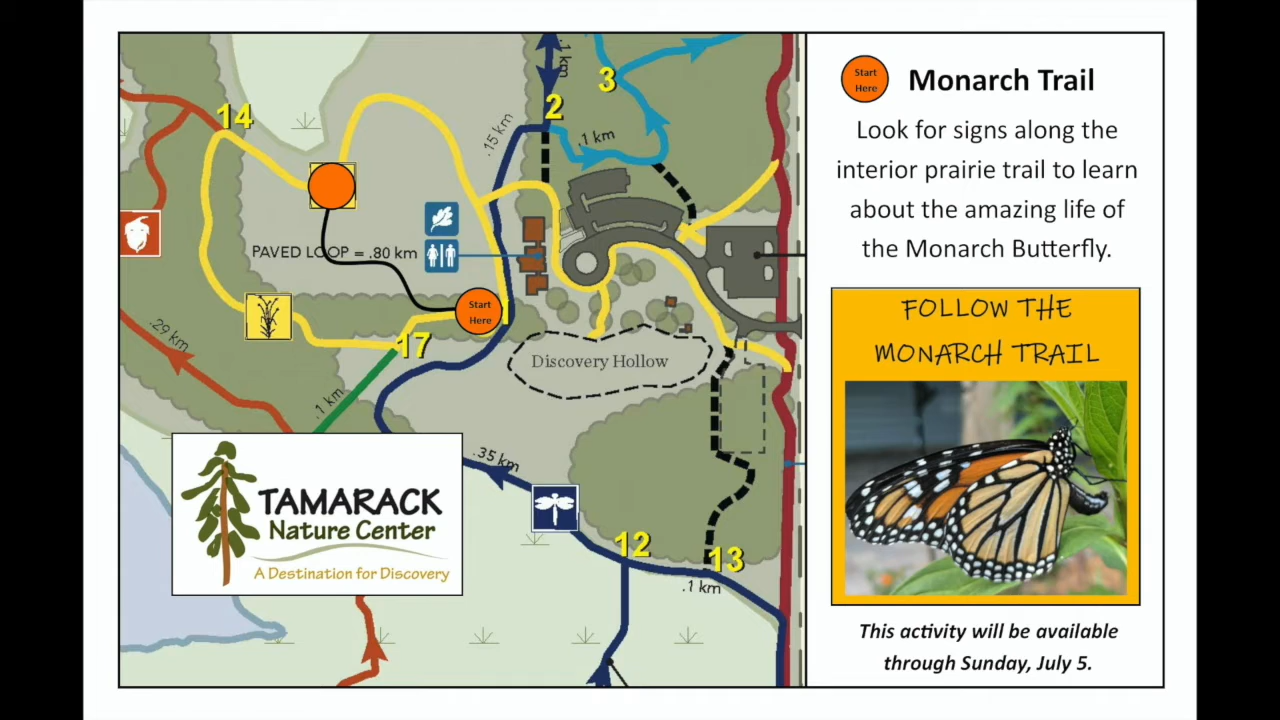 .1 km
3
2
14
.15 km
.1 km
PAVED LOOP = .80 km
Start
Here
17
.29 km
.1 km
Discovery Hollow
.35 km
12
13
.1 km
TAMARACK
Nature Center
A Destination for Discovery
Start
Here
Monarch Trail
Look for signs along the
interior prairie trail to learn
about the amazing life of
the Monarch Butterfly.
FOLLOW THE
MONARCH TRAIL
This activity will be available
through Sunday, July 5.